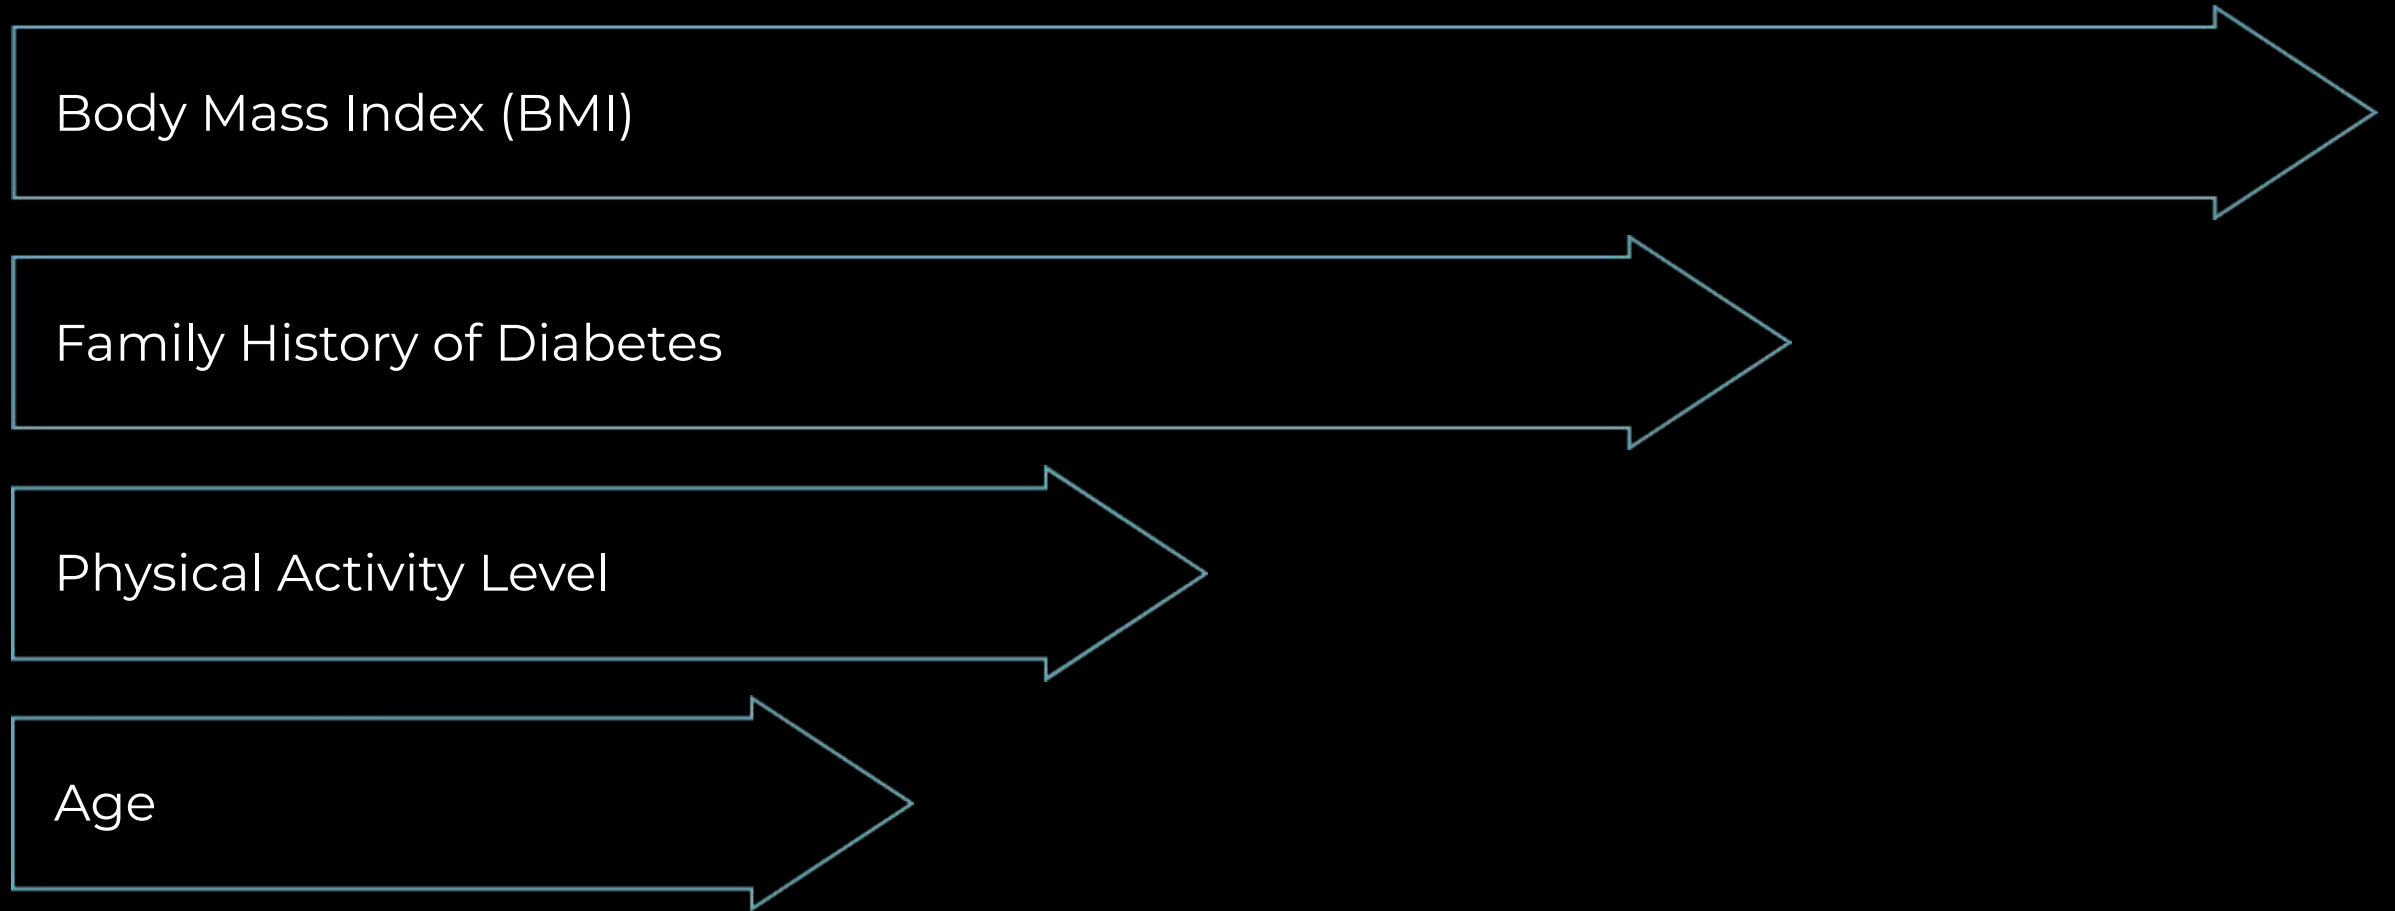 Body Mass Index (BMI)
Family History of Diabetes
Physical Activity Level
Age